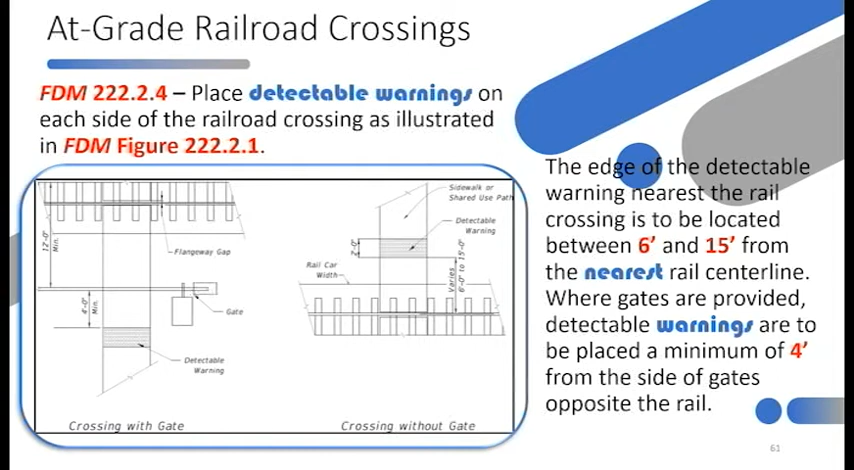 At-Grade Railroad Crossings
FDM 222.2.4 – Place detectable warnings on
each side of the railroad crossing as illustrated
in FDM Figure 222.2.1.
The edge of the detectable
warning nearest the rail
crossing is to be located
between 6' and 15' from
the nearest rail centerline.
Where gates are provided,
detectable warnings are to
be placed a minimum of 4'
from the side of gates
opposite the rail.
12'-0"
Min.
Flangeway Gap
4'-0"
Min.
Gate
Detectable
Warning
Crossing with Gate
Sidewalk or
Shared Use Path
Detectable
Warning
2'-0"
Rail Car
Width
Varies
6'-0" to 15'-0"
Crossing without Gate
61